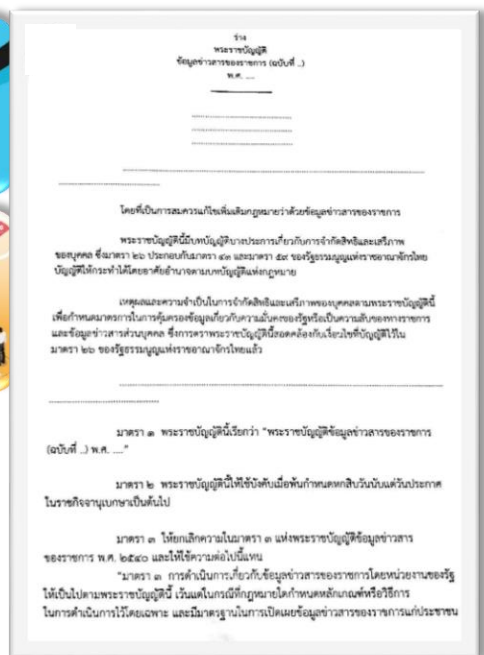 ร่าง
พระราชบัญญัติ
ข้อมูลข่าวสารของราชการ (ฉบับที่ ..)
พ.ศ. ....
โดยที่เป็นการสมควรแก้ไขเพิ่มเติมกฎหมายว่าด้วยข้อมูลข่าวสารของราชการ
พระราชบัญญัตินี้มีบทบัญญัติบางประการเกี่ยวกับการจำกัดสิทธิและเสรีภาพ
ของบุคคล ซึ่งมาตรา ๒๖ ประกอบกับมาตรา ๔๑ และมาตรา ๕๙ ของรัฐธรรมนูญแห่งราชอาณาจักรไทย
บัญญัติให้กระทำได้โดยอาศัยอำนาจตามบทบัญญัติแห่งกฎหมาย
เหตุผลและความจำเป็นในการจำกัดสิทธิและเสรีภาพของบุคคลตามพระราชบัญญัตินี้
เพื่อกำหนดมาตรการในการคุ้มครองข้อมูลเกี่ยวกับความมั่นคงของรัฐหรือเป็นความลับของทางราชการ
และข้อมูลข่าวสารส่วนบุคคล ซึ่งการตราพระราชบัญญัตินี้สอดคล้องกับเงื่อนไขที่บัญญัติไว้ใน
มาตรา ๒๖ ของรัฐธรรมนูญแห่งราชอาณาจักรไทยแล้ว
มาตรา ๑ พระราชบัญญัตินี้เรียกว่า “พระราชบัญญัติข้อมูลข่าวสารของราชการ
(ฉบับที่ ..) พ.ศ. ....”
มาตรา ๒ พระราชบัญญัตินี้ให้ใช้บังคับเมื่อพ้นกำหนดหกสิบวันนับแต่วันประกาศ
ในราชกิจจานุเบกษาเป็นต้นไป
มาตรา ๓ ให้ยกเลิกความในมาตรา ๓ แห่งพระราชบัญญัติข้อมูลข่าวสาร
ของราชการ พ.ศ. ๒๕๔๐ และให้ใช้ความต่อไปนี้แทน
“มาตรา ๓ การดำเนินการเกี่ยวกับข้อมูลข่าวสารของราชการโดยหน่วยงานของรัฐ
ให้เป็นไปตามพระราชบัญญัตินี้ เว้นแต่ในกรณีที่กฎหมายใดกำหนดหลักเกณฑ์หรือวิธีการ
ในการดำเนินการไว้โดยเฉพาะ และมีมาตรฐานในการเปิดเผยข้อมูลข่าวสารของราชการแก่ประชาชน